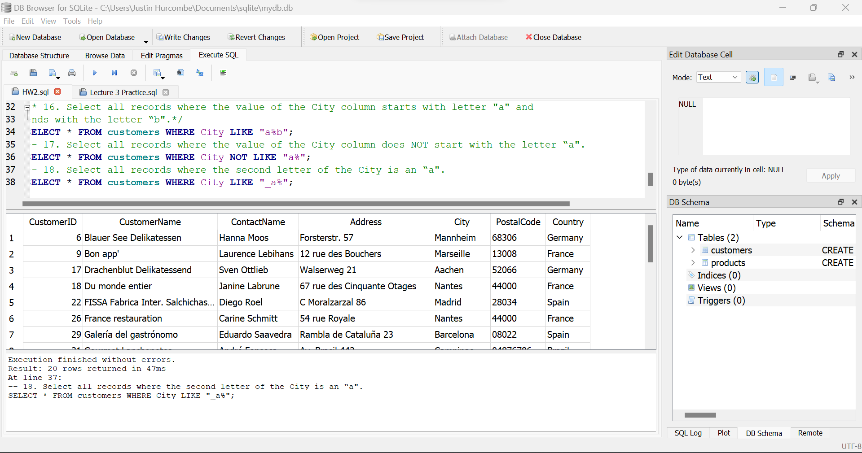 DB Browser for SQLite - C:\Users\Justin Hurcombe\Documents\sqlite\mydb.db
File Edit View Tools Help
New Database Open Database Write Changes Revert Changes Open Project Save Project Attach Database Close Database
Database Structure Browse Data Edit Pragmas Execute SQL
HW2.sql Lecture 3 Practice.sql
32 * 16. Select all records where the value of the City column starts with letter "a" and
33 nds with the letter "b".*/
34 ELECT * FROM customers WHERE City LIKE "a%b";
35 - 17. Select all records where the value of the City column does NOT start with the letter "a".
36 ELECT * FROM customers WHERE City NOT LIKE "a%";
37 - 18. Select all records where the second letter of the City is an "a".
38 ELECT * FROM customers WHERE City LIKE "_a%";
CustomerID CustomerName ContactName Address City PostalCode Country
1 6 Blauer See Delikatessen Hanna Moos Forsterstr. 57 Mannheim 68306 Germany
2 9 Bon app' Laurence Lebihans 12 rue des Bouchers Marseille 13008 France
3 17 Drachenblut Delikatessend Sven Ottlieb Walserweg 21 Aachen 52066 Germany
4 18 Du monde entier Janine Labrune 67 rue des Cinquante Otages Nantes 44000 France
5 22 FISSA Fabrica Inter. Salchichas... Diego Roel C Moralzarzal 86 Madrid 28034 Spain
6 26 France restauration Carine Schmitt 54 rue Royale Nantes 44000 France
7 29 Galería del gastrónomo Eduardo Saavedra Rambla de Cataluña 23 Barcelona 08022 Spain
Execution finished without errors.
Result: 20 rows returned in 47ms
At line 37:
-- 18. Select all records where the second letter of the City is an "a".
SELECT * FROM customers WHERE City LIKE "_a%";
Edit Database Cell
Mode: Text
NULL
Type of data currently in cell: NULL
0 byte(s)
Apply
DB Schema
Name Type Schema
Tables (2)
customers CREATE
products CREATE
Indices (0)
Views (0)
Triggers (0)
SQL Log Plot DB Schema Remote
UTF-8